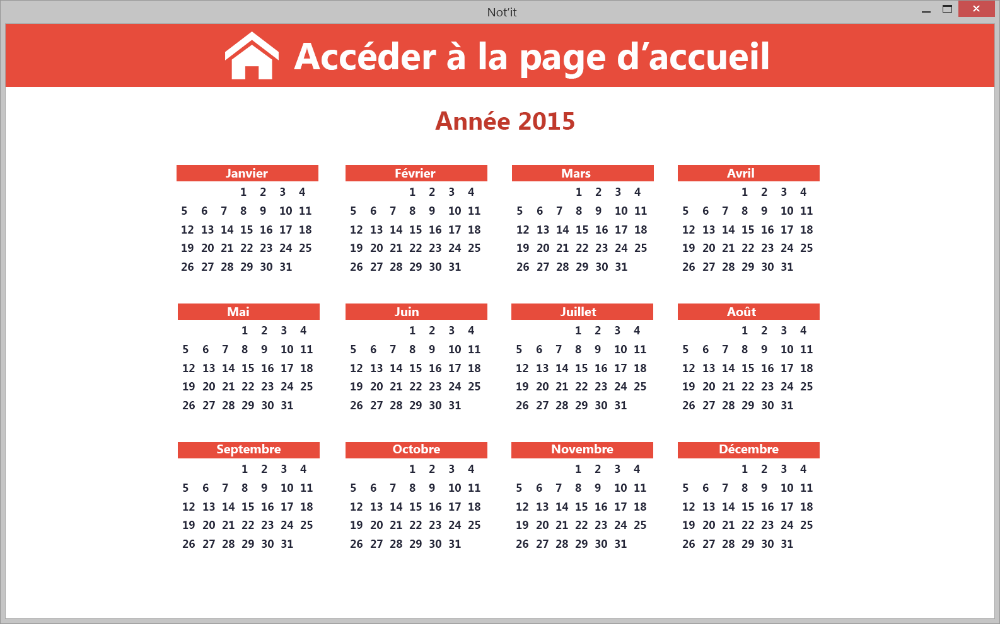 Not'it
Accéder à la page d’accueil
Année 2015
Janvier Février Mars Avril
1 2 3 4 1 2 3 4 1 2 3 4 1 2 3 4
5 6 7 8 9 10 11 5 6 7 8 9 10 11 5 6 7 8 9 10 11 5 6 7 8 9 10 11
12 13 14 15 16 17 18 12 13 14 15 16 17 18 12 13 14 15 16 17 18 12 13 14 15 16 17 18
19 20 21 22 23 24 25 19 20 21 22 23 24 25 19 20 21 22 23 24 25 19 20 21 22 23 24 25
26 27 28 29 30 31 26 27 28 29 30 31 26 27 28 29 30 31 26 27 28 29 30 31
Mai Juin Juillet Août
1 2 3 4 1 2 3 4 1 2 3 4 1 2 3 4
5 6 7 8 9 10 11 5 6 7 8 9 10 11 5 6 7 8 9 10 11 5 6 7 8 9 10 11
12 13 14 15 16 17 18 12 13 14 15 16 17 18 12 13 14 15 16 17 18 12 13 14 15 16 17 18
19 20 21 22 23 24 25 19 20 21 22 23 24 25 19 20 21 22 23 24 25 19 20 21 22 23 24 25
26 27 28 29 30 31 26 27 28 29 30 31 26 27 28 29 30 31 26 27 28 29 30 31
Septembre Octobre Novembre Décembre
1 2 3 4 1 2 3 4 1 2 3 4 1 2 3 4
5 6 7 8 9 10 11 5 6 7 8 9 10 11 5 6 7 8 9 10 11 5 6 7 8 9 10 11
12 13 14 15 16 17 18 12 13 14 15 16 17 18 12 13 14 15 16 17 18 12 13 14 15 16 17 18
19 20 21 22 23 24 25 19 20 21 22 23 24 25 19 20 21 22 23 24 25 19 20 21 22 23 24 25
26 27 28 29 30 31 26 27 28 29 30 31 26 27 28 29 30 31 26 27 28 29 30 31